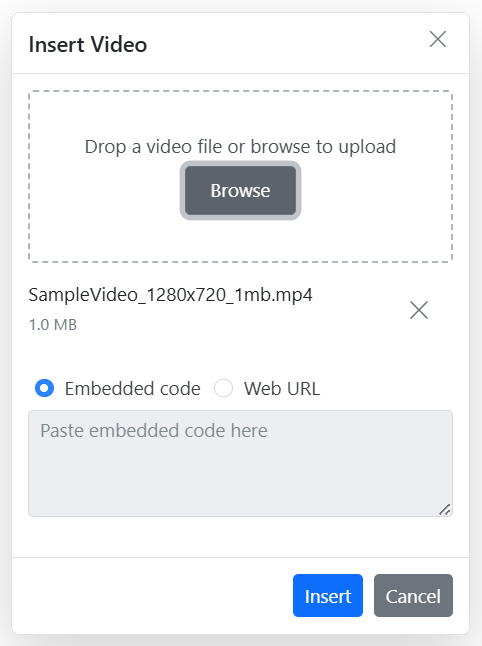 Insert Video
Drop a video file or browse to upload
Browse
SampleVideo_1280x720_1mb.mp4
1.0 MB
Embedded code Web URL
Paste embedded code here
Insert Cancel